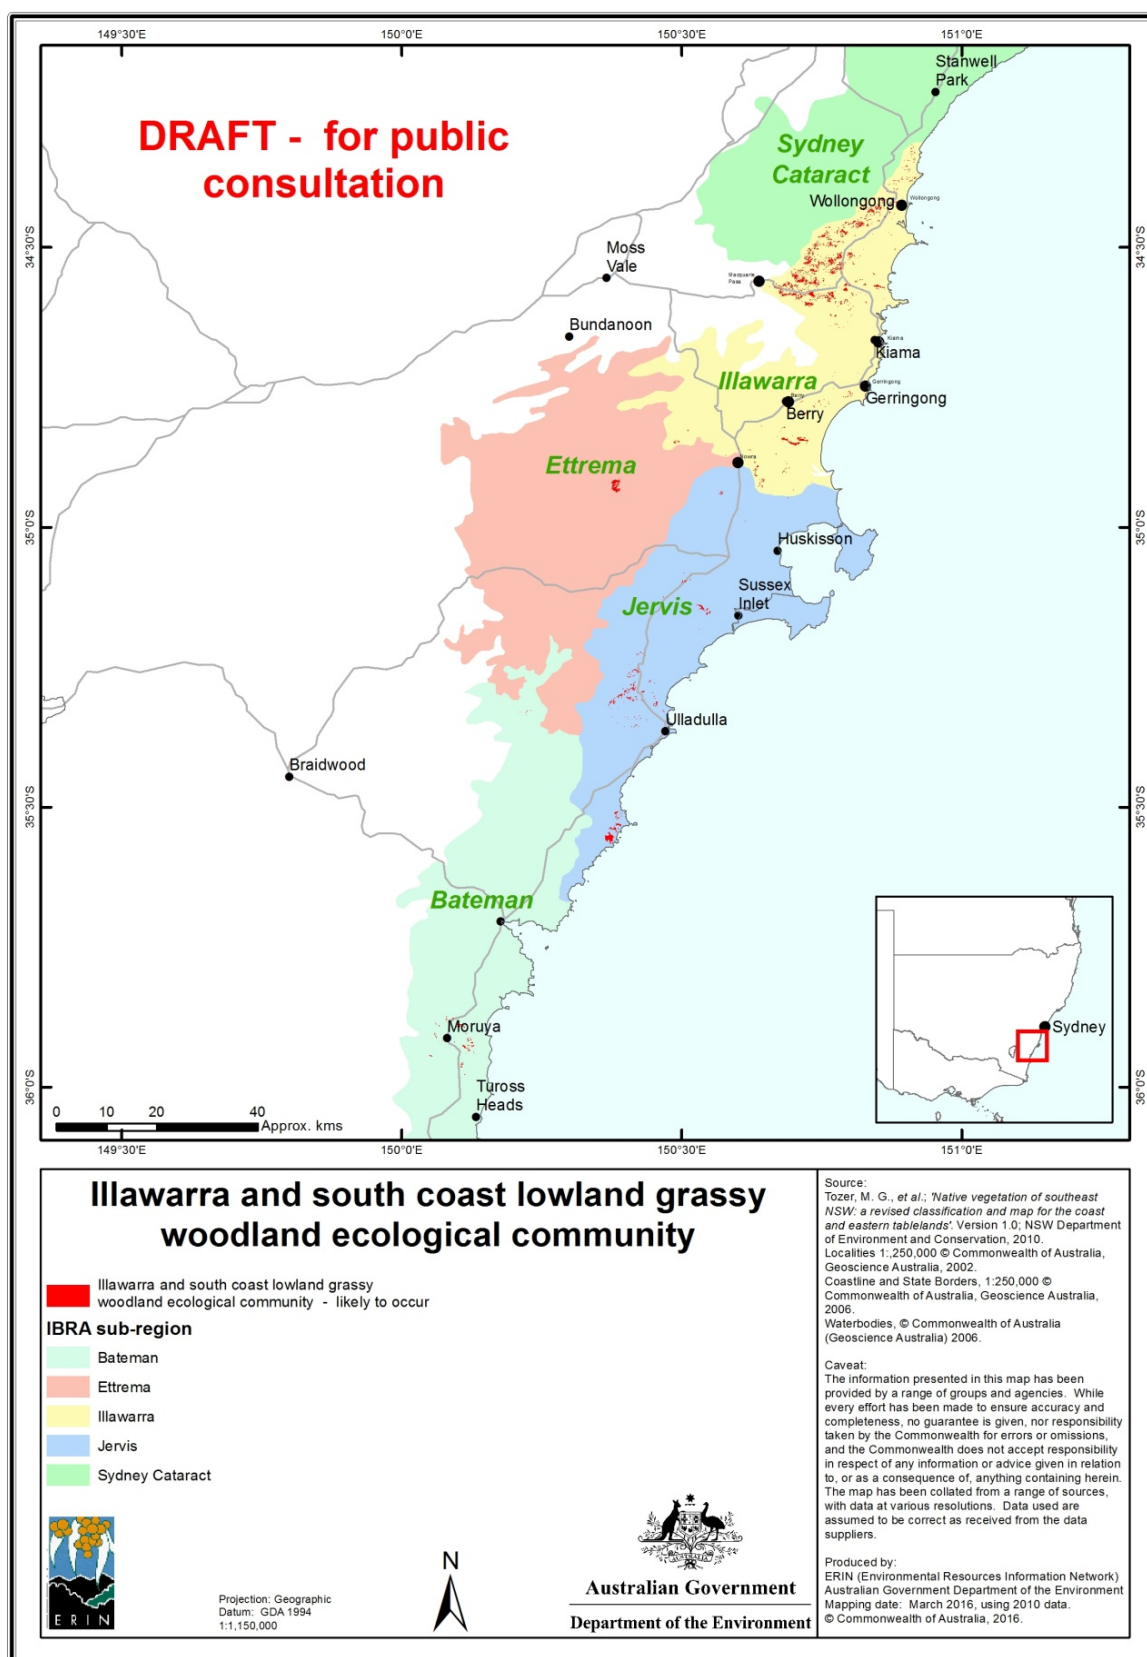 149°30'E
150°0'E
150°30'E
151°0'E
Stanwell
Park
DRAFT - for public
consultation
Sydney
Cataract
Wollongong
Wollongong
34°30'S
34°30'S
Moss
Vale
Macquarie
Pass
Bundanoon
Kiama
Kiama
Illawarra
Gerringong
Gerringong
Berry
Berry
Ettrema
Nowra
35°0'S
35°0'S
Huskisson
Sussex
Inlet
Jervis
Ulladulla
Braidwood
35°30'S
35°30'S
Bateman
Sydney
Moruya
Tuross
Heads
36°0'S
0 10 20 40
Approx. kms
149°30'E
150°0'E
150°30'E
151°0'E
Illawarra and south coast lowland grassy
woodland ecological community
Illawarra and south coast lowland grassy
woodland ecological community - likely to occur
IBRA sub-region
Bateman
Ettrema
Illawarra
Jervis
Sydney Cataract
ERIN
Projection: Geographic
Datum: GDA 1994
1:1,150,000
N
AUSTRALIA
Australian Government
Department of the Environment
Source:
Tozer, M. G., et al.; 'Native vegetation of southeast
NSW: a revised classification and map for the coast
and eastern tablelands'. Version 1.0; NSW Department
of Environment and Conservation, 2010.
Localities 1:,250,000 © Commonwealth of Australia,
Geoscience Australia, 2002.
Coastline and State Borders, 1:250,000 ©
Commonwealth of Australia, Geoscience Australia,
2006.
Waterbodies, © Commonwealth of Australia
(Geoscience Australia) 2006.
Caveat:
The information presented in this map has been
provided by a range of groups and agencies. While
every effort has been made to ensure accuracy and
completeness, no guarantee is given, nor responsibility
taken by the Commonwealth for errors or omissions,
and the Commonwealth does not accept responsibility
in respect of any information or advice given in relation
to, or as a consequence of, anything containing herein.
The map has been collated from a range of sources,
with data at various resolutions. Data used are
assumed to be correct as received from the data
suppliers.
Produced by:
ERIN (Environmental Resources Information Network)
Australian Government Department of the Environment
Mapping date: March 2016, using 2010 data.
© Commonwealth of Australia, 2016.